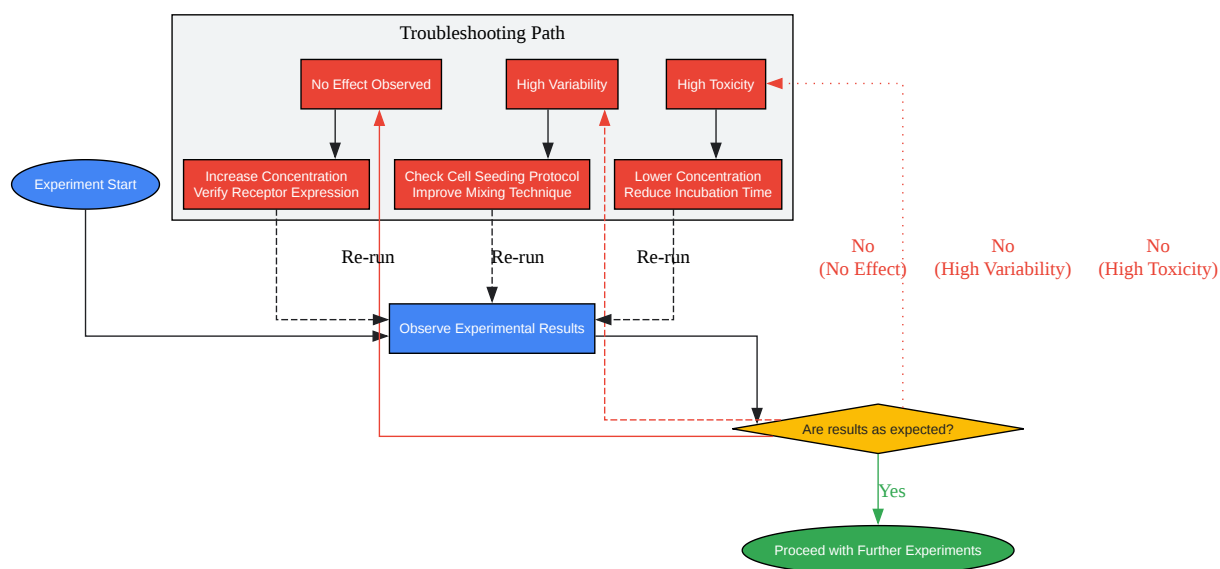 Troubleshooting Path
No Effect Observed
High Variability
High Toxicity
Experiment Start
Increase Concentration
Verify Receptor Expression
Check Cell Seeding Protocol
Improve Mixing Technique
Lower Concentration
Reduce Incubation Time
Re-run
Re-run
Re-run
No
(No Effect)
No
(High Variability)
No
(High Toxicity)
Observe Experimental Results
Are results as expected?
Yes
Proceed with Further Experiments